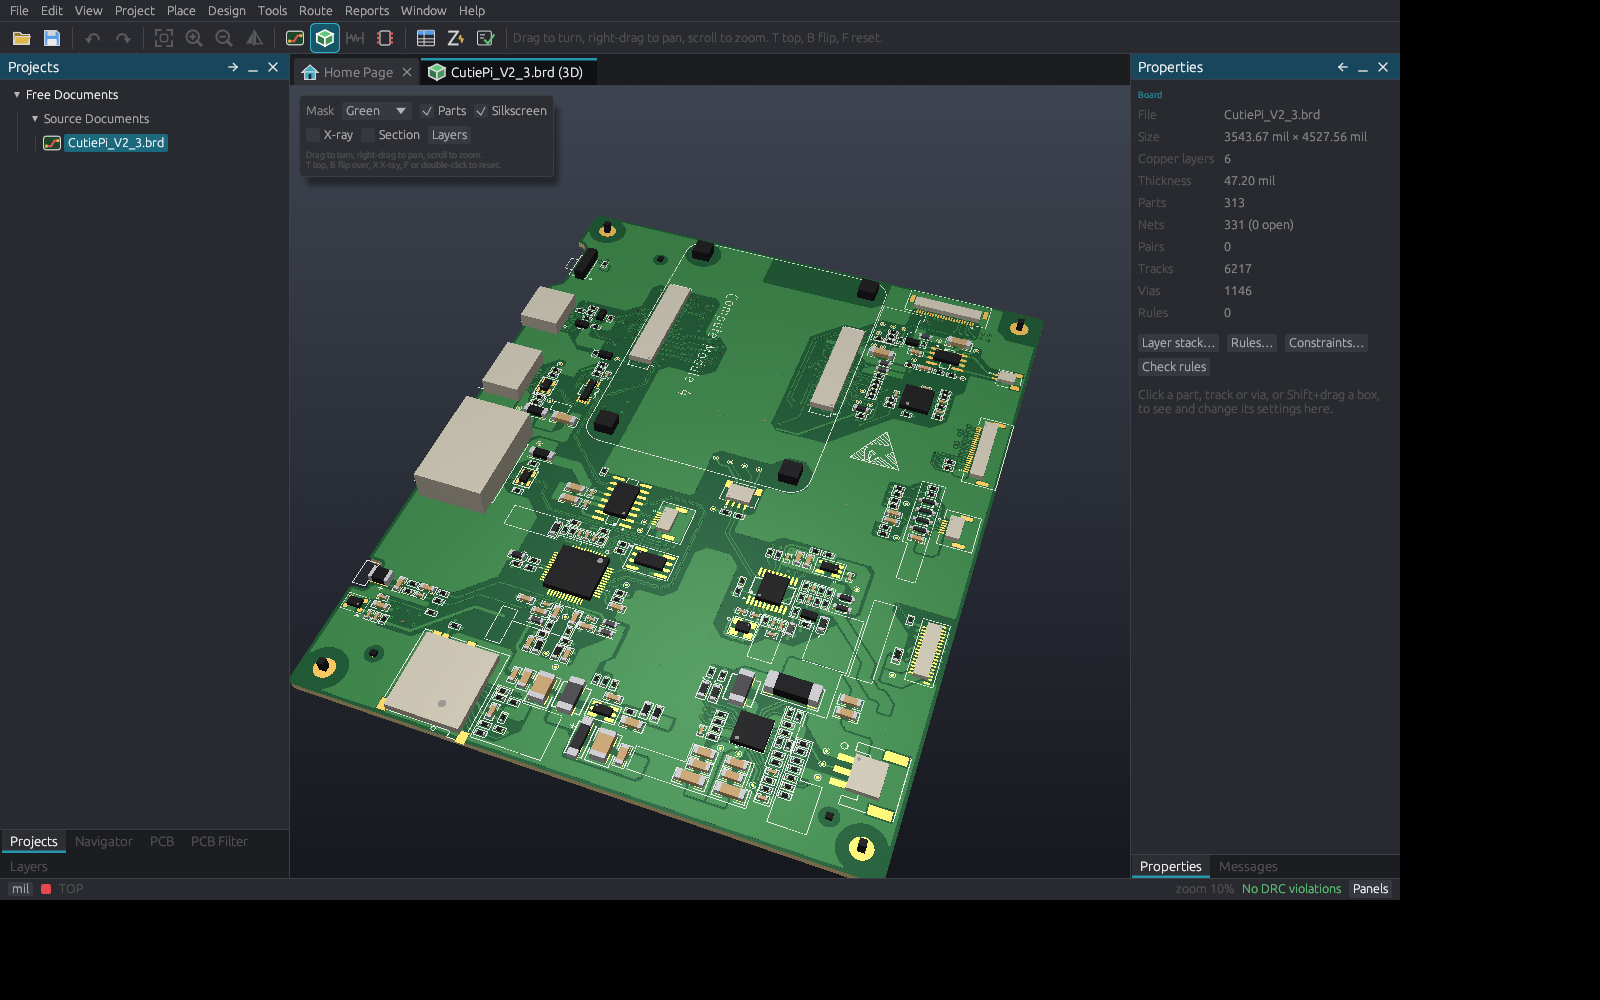 File Edit View Project Place Design Tools Route Reports Window Help
Drag to turn, right-drag to pan, scroll to zoom. T top, B flip, F reset.
Projects
Home Page
CutiePi_V2_3.brd (3D)
Properties
Free Documents
Source Documents
CutiePi_V2_3.brd
Mask Green Parts Silkscreen
X-ray Section Layers
Drag to turn, right-drag to pan, scroll to zoom.
T top, B flip over, X X-ray, F or double-click to reset.
Compute Module 4
Board
File CutiePi_V2_3.brd
Size 3543.67 mil × 4527.56 mil
Copper layers 6
Thickness 47.20 mil
Parts 313
Nets 331 (0 open)
Pairs 0
Tracks 6217
Vias 1146
Rules 0
Layer stack... Rules... Constraints...
Check rules
Click a part, track or via, or Shift+drag a box,
to see and change its settings here.
Projects Navigator PCB PCB Filter
Layers
Properties Messages
mil TOP
zoom 10% No DRC violations Panels